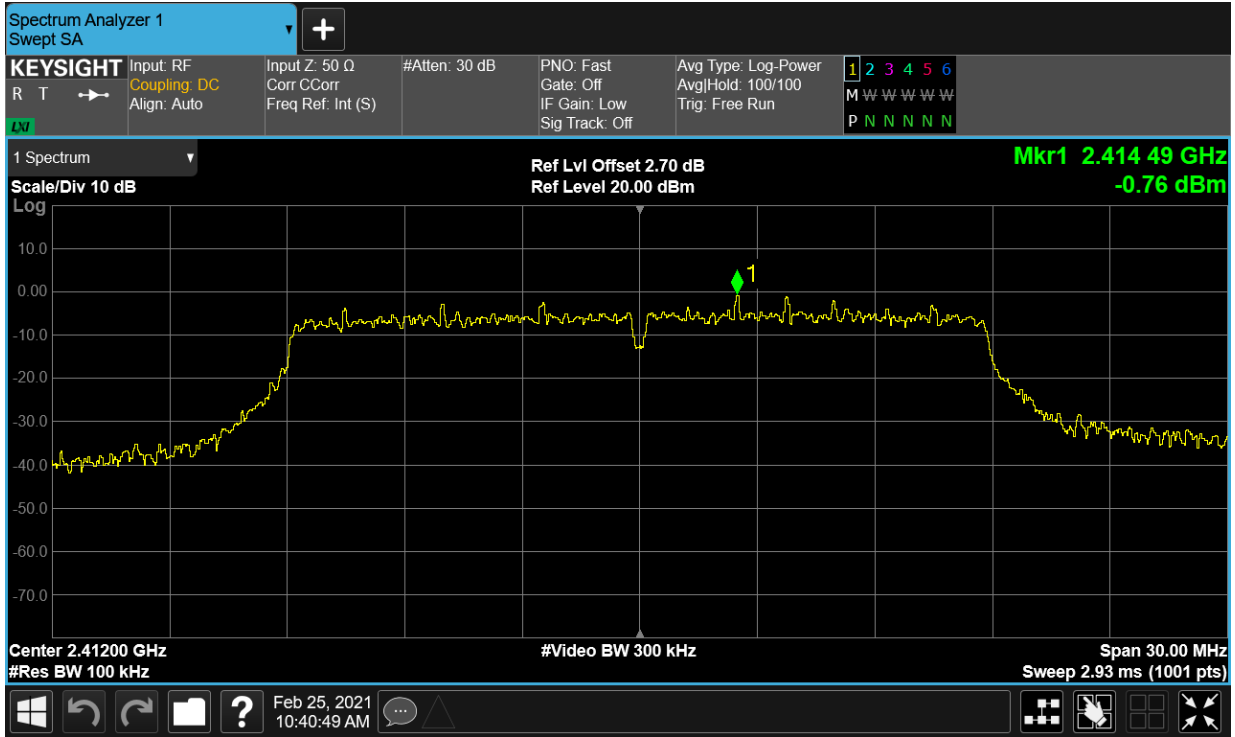 Spectrum Analyzer 1
Swept SA
KEYSIGHT
R T
LXI
Input: RF
Coupling: DC
Align: Auto
Input Z: 50 Ω
Corr CCorr
Freq Ref: Int (S)
#Atten: 30 dB
PNO: Fast
Gate: Off
IF Gain: Low
Sig Track: Off
Avg Type: Log-Power
Avg|Hold: 100/100
Trig: Free Run
1 2 3 4 5 6
M W W W W W
P N N N N N
1 Spectrum
Scale/Div 10 dB
Log
Ref Lvl Offset 2.70 dB
Ref Level 20.00 dBm
Mkr1 2.414 49 GHz
-0.76 dBm
10.0
0.00
-10.0
-20.0
-30.0
-40.0
-50.0
-60.0
-70.0
1
Center 2.41200 GHz
#Res BW 100 kHz
#Video BW 300 kHz
Span 30.00 MHz
Sweep 2.93 ms (1001 pts)
?
Feb 25, 2021
10:40:49 AM